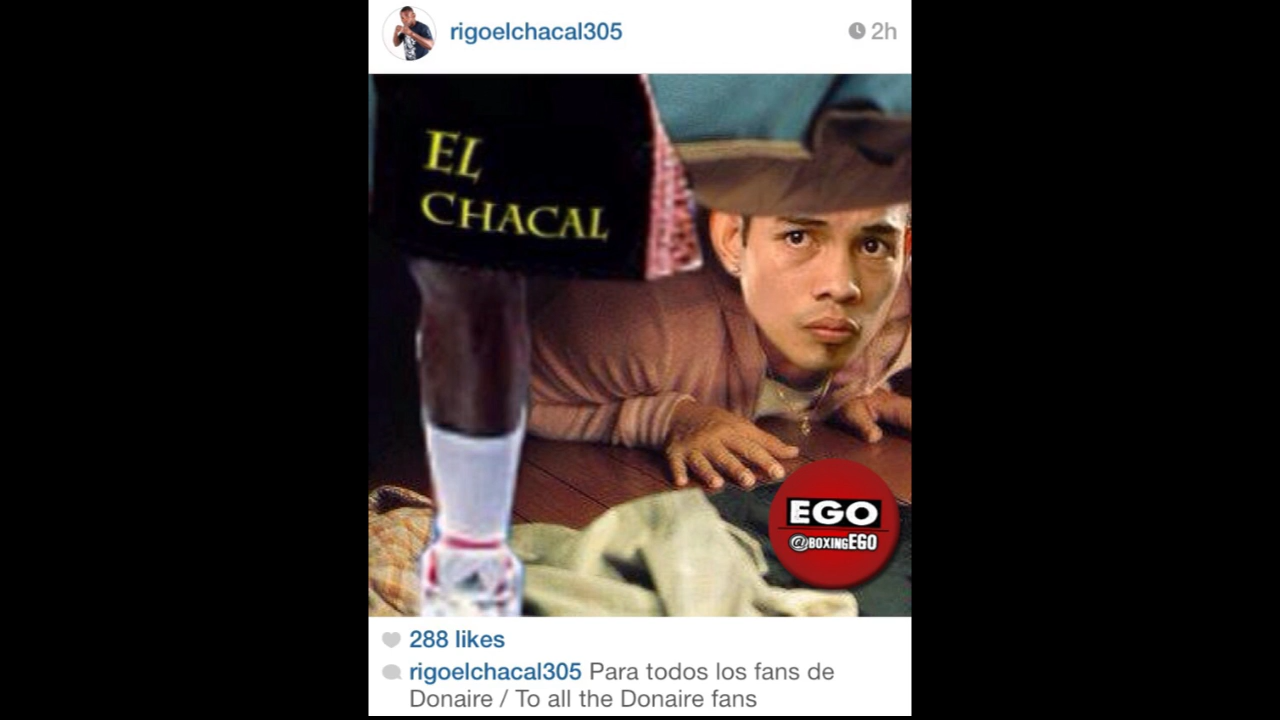 rigoelchacal305
2h
EL
CHACAL
EGO
@BOXINGEGO
288 likes
rigoelchacal305 Para todos los fans de
Donaire / To all the Donaire fans